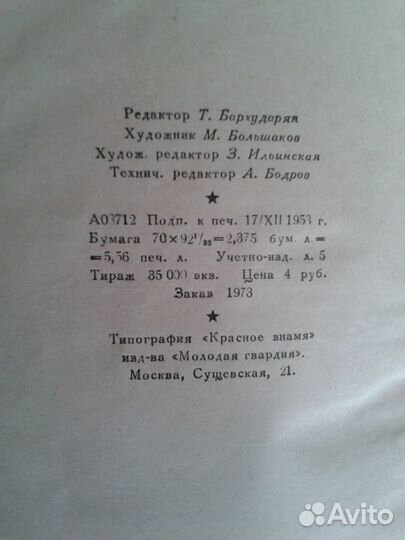 Редактор Т. Бархударян
Художник М. Большаков
Худож. редактор З. Ильинская
Технич. редактор А. Бодров
★
А03712 Подп. к печ. 17/XII 1953 г.
Бумага 70×92¹/₃₂=2,375 бум. л=
=5,56 печ. л. Учетно-изд. л. 5
Тираж 35 000 экз. Цена 4 руб.
Заказ 1973
★
Типография «Красное знамя»
изд-ва «Молодая гвардия».
Москва, Сущевская, 21.
Avito